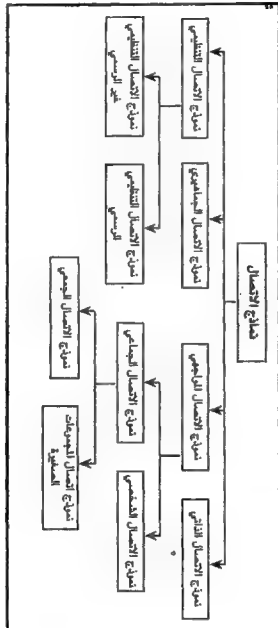 نماذج الاتصال
نموذج الاتصال الذاتي
نموذج الاتصال المواجهي
نموذج الاتصال الجماهيري
نموذج الاتصال التنظيمي
نموذج الاتصال الشخصي
نموذج الاتصال الجماعي
نموذج الاتصال التنظيمي
الرسمي
نموذج الاتصال التنظيمي
غير الرسمي
نموذج اتصال المجموعات
الصغيرة
نموذج الاتصال الجمعي